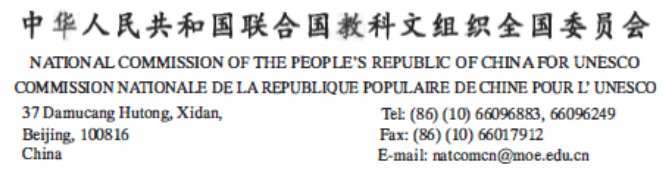 中华人民共和国联合国教科文组织全国委员会
NATIONAL COMMISSION OF THE PEOPLE'S REPUBLIC OF CHINA FOR UNESCO
COMMISSION NATIONALE DE LA REPUBLIQUE POPULAIRE DE CHINE POUR L' UNESCO
37 Damucang Hutong, Xidan,
Beijing, 100816
China
Tel: (86) (10) 66096883, 66096249
Fax: (86) (10) 66017912
E-mail: natcomcn@moe.edu.cn